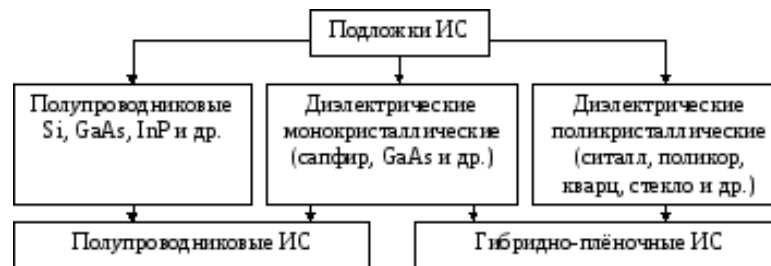 Подложки ИС
Полупроводниковые
Si, GaAs, InP и др.
Диэлектрические
монокристаллические
(сапфир, GaAs и др.)
Диэлектрические
поликристаллические
(ситалл, поликор,
кварц, стекло и др.)
Полупроводниковые ИС
Гибридно-плёночные ИС